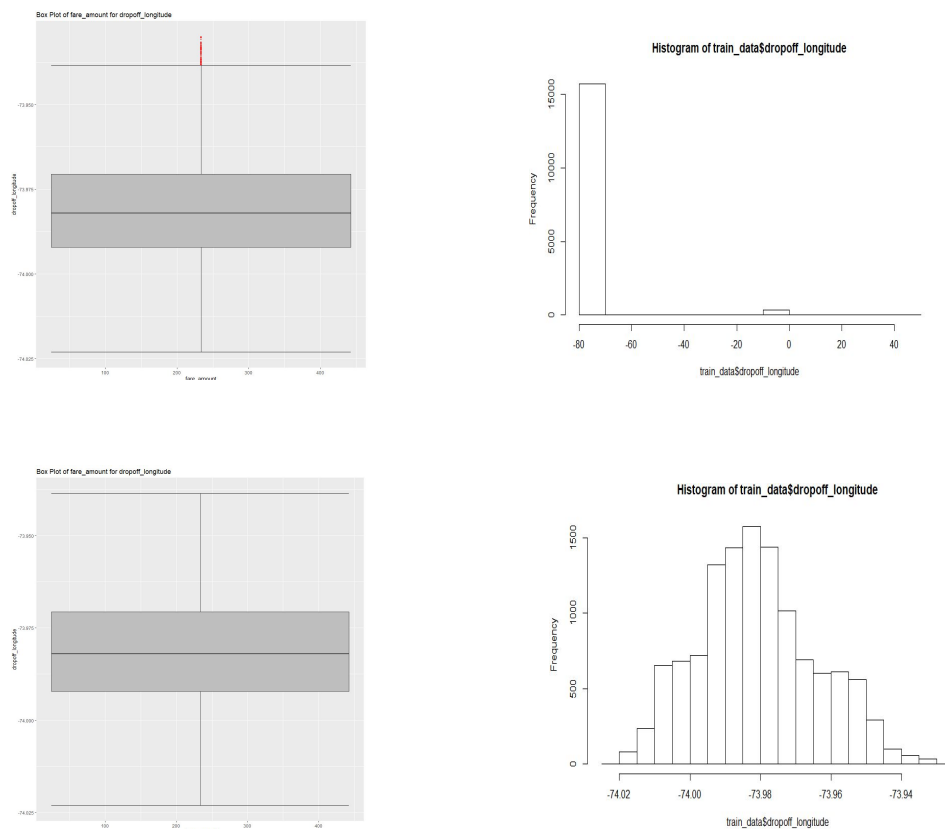 Box Plot of fare_amount for dropoff_longitude
-73.950
-73.975
-74.000
-74.025
dropoff_longitude
100 200 300 400
fare_amount
Histogram of train_data$dropoff_longitude
15000
10000
5000
0
Frequency
-80 -60 -40 -20 0 20 40
train_data$dropoff_longitude
Box Plot of fare_amount for dropoff_longitude
-73.950
-73.975
-74.000
-74.025
dropoff_longitude
100 200 300 400
Histogram of train_data$dropoff_longitude
1500
1000
500
0
Frequency
-74.02 -74.00 -73.98 -73.96 -73.94
train_data$dropoff_longitude